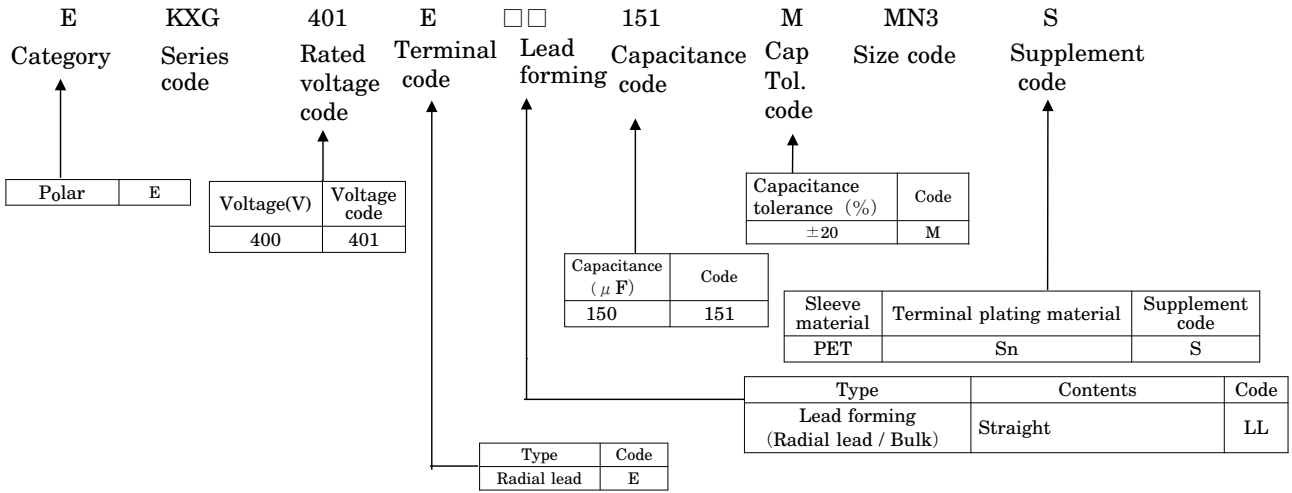 E KXG 401 E □□ 151 M MN3 S
Category
Series
code
Rated
voltage
code
Terminal
code
Lead
forming
Capacitance
code
Cap
Tol.
code
Size code
Supplement
code
Polar E
Voltage(V) Voltage
code
400 401
Capacitance
tolerance (%) Code
±20 M
Capacitance
(μF) Code
150 151
Sleeve
material Terminal plating material Supplement
code
PET Sn S
Type Contents Code
Lead forming
(Radial lead / Bulk) Straight LL
Type Code
Radial lead E